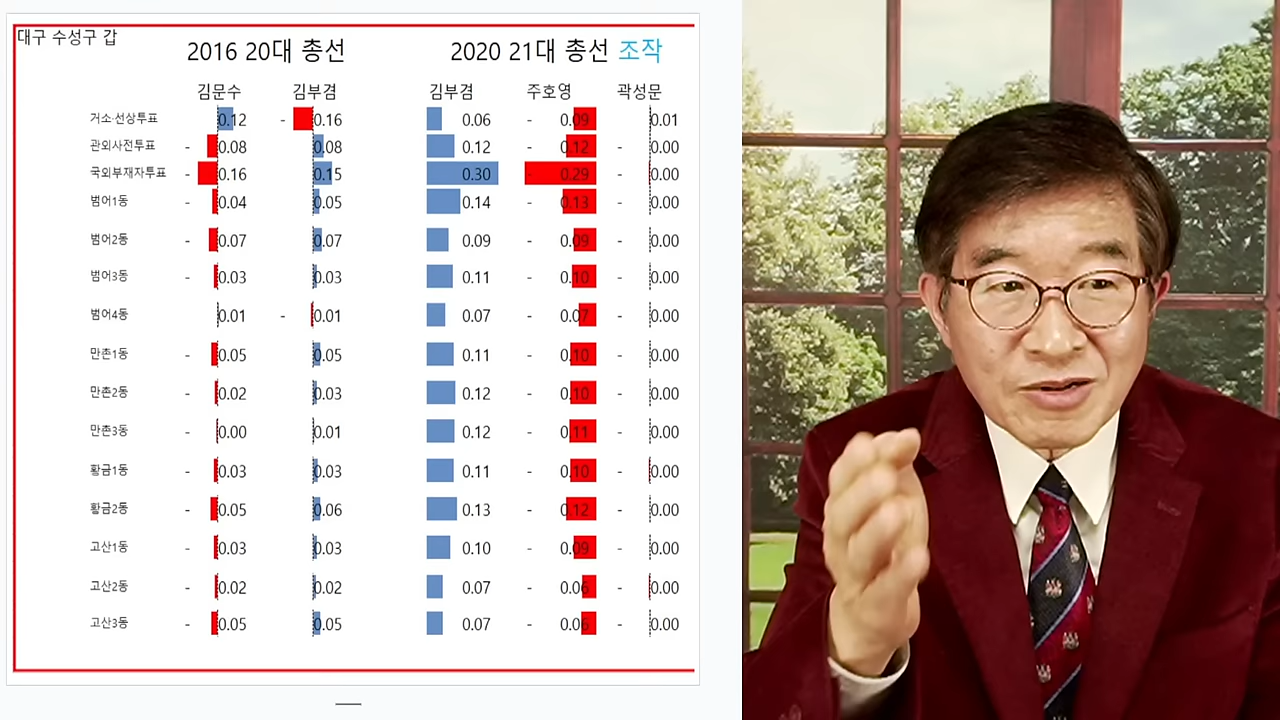 대구 수성구 갑
2016 20대 총선 2020 21대 총선 조작
김문수 김부겸 김부겸 주호영 곽성문
거소·선상투표 0.12 - 0.16 0.06 - 0.09 0.01
관외사전투표 - 0.08 0.08 0.12 - 0.12 - 0.00
국외부재자투표 - 0.16 0.15 0.30 - 0.29 - 0.00
범어1동 - 0.04 0.05 0.14 - 0.13 - 0.00
범어2동 - 0.07 0.07 0.09 - 0.09 - 0.00
범어3동 - 0.03 0.03 0.11 - 0.10 - 0.00
범어4동 0.01 - 0.01 0.07 - 0.07 - 0.00
만촌1동 - 0.05 0.05 0.11 - 0.10 - 0.00
만촌2동 - 0.02 0.03 0.12 - 0.10 - 0.00
만촌3동 - 0.00 0.01 0.12 - 0.11 - 0.00
황금1동 - 0.03 0.03 0.11 - 0.10 - 0.00
황금2동 - 0.05 0.06 0.13 - 0.12 - 0.00
고산1동 - 0.03 0.03 0.10 - 0.09 - 0.00
고산2동 - 0.02 0.02 0.07 - 0.06 - 0.00
고산3동 - 0.05 0.05 0.07 - 0.06 - 0.00